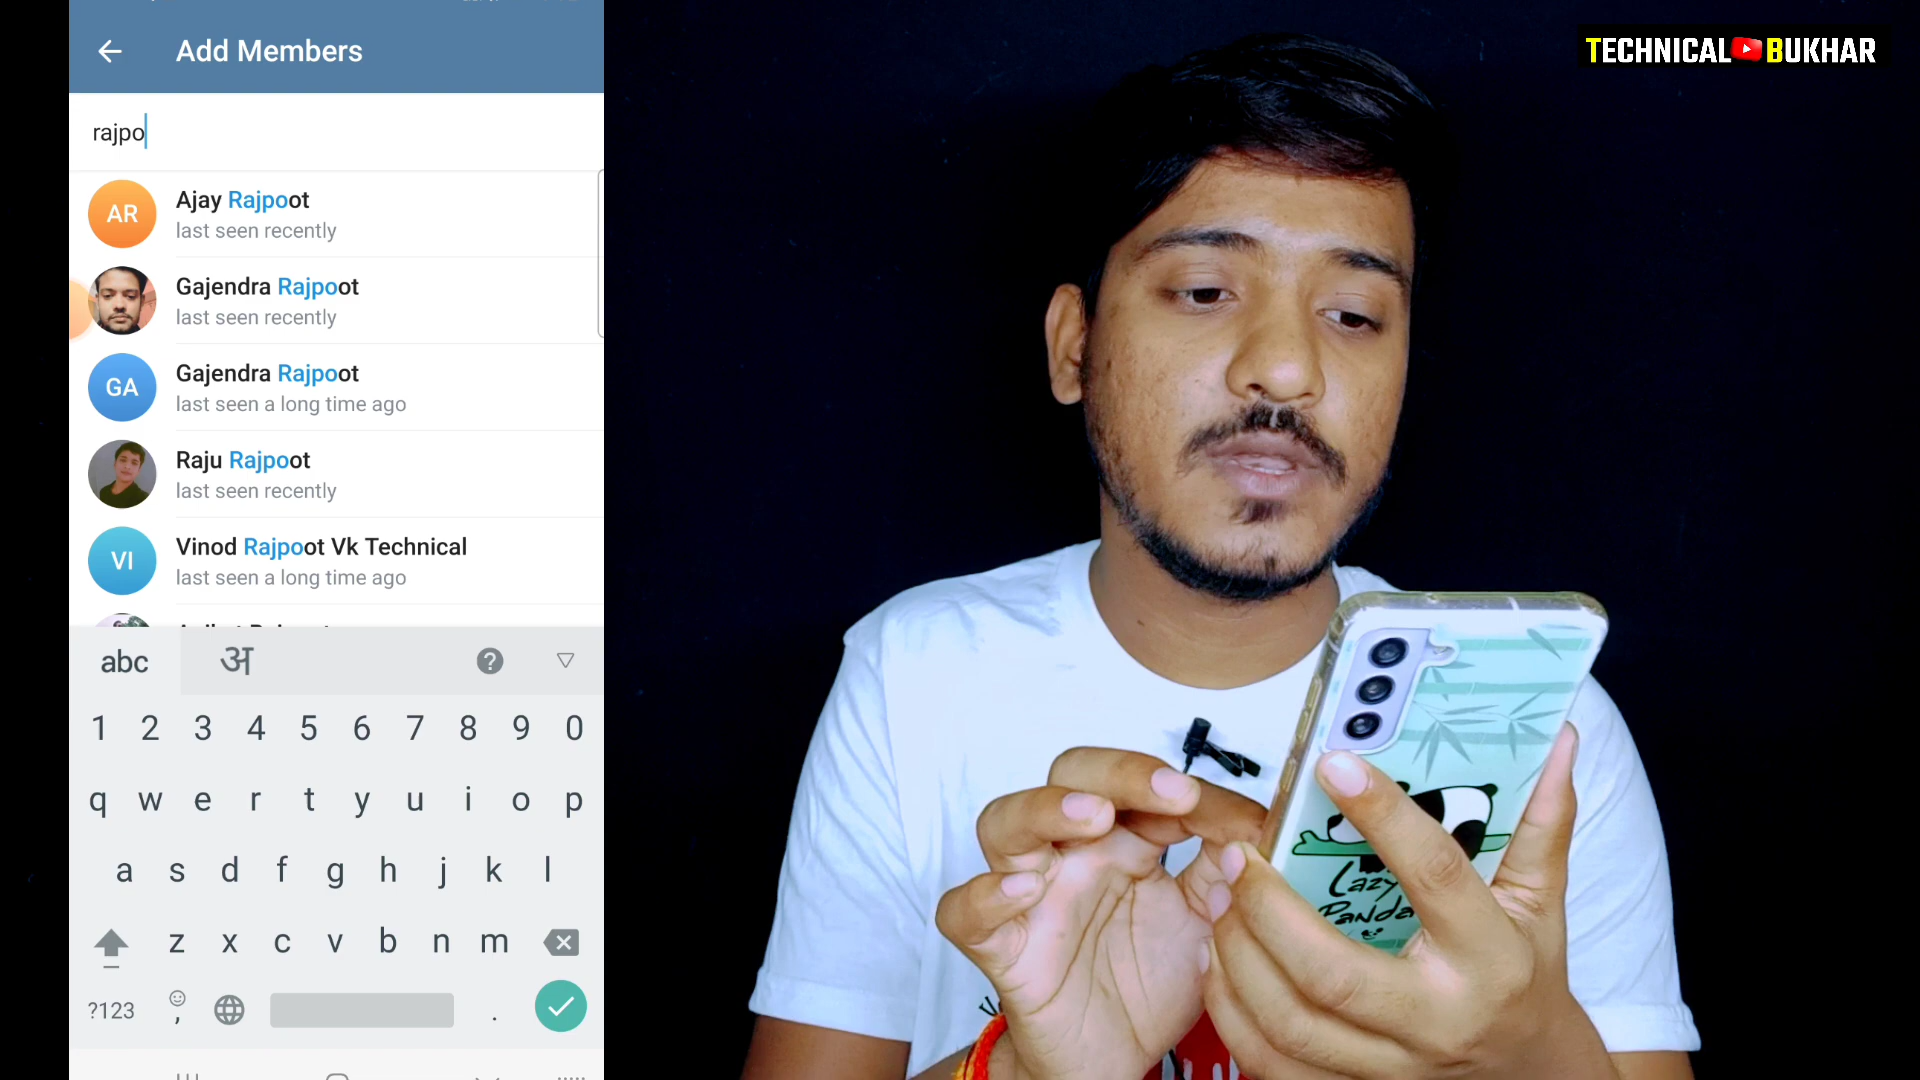 Add Members
TECHNICAL BUKHAR
rajpo
AR
Ajay Rajpoot
last seen recently
Gajendra Rajpoot
last seen recently
GA
Gajendra Rajpoot
last seen a long time ago
Raju Rajpoot
last seen recently
VI
Vinod Rajpoot Vk Technical
last seen a long time ago
abc अ ?
1 2 3 4 5 6 7 8 9 0
q w e r t y u i o p
a s d f g h j k l
z x c v b n m
?123 , .
Lazy
Panda